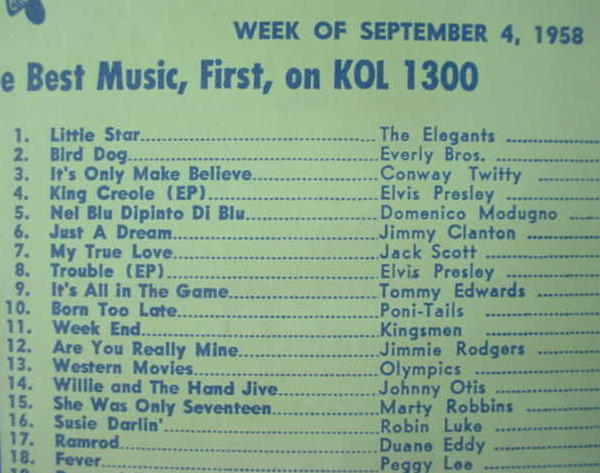 WEEK OF SEPTEMBER 4, 1958
e Best Music, First, on KOL 1300
1. Little Star The Elegants
2. Bird Dog Everly Bros.
3. It's Only Make Believe Conway Twitty
4. King Creole (EP) Elvis Presley
5. Nel Blu Dipinto Di Blu Domenico Modugno
6. Just A Dream Jimmy Clanton
7. My True Love Jack Scott
8. Trouble (EP) Elvis Presley
9. It's All in The Game Tommy Edwards
10. Born Too Late Poni-Tails
11. Week End Kingsmen
12. Are You Really Mine Jimmie Rodgers
13. Western Movies Olympics
14. Willie and The Hand Jive Johnny Otis
15. She Was Only Seventeen Marty Robbins
16. Susie Darlin' Robin Luke
17. Ramrod Duane Eddy
18. Fever Peggy Lee